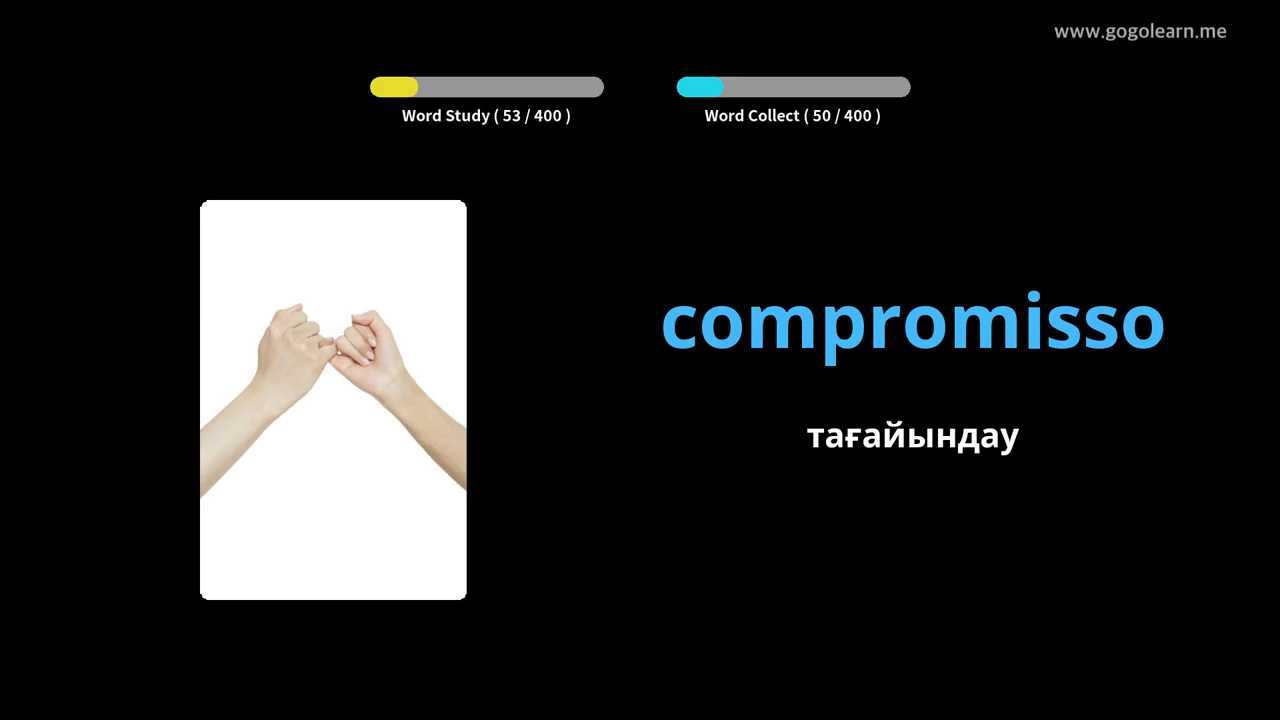 www.gogolearn.me
Word Study ( 53 / 400 )
Word Collect ( 50 / 400 )
compromisso
тағайындау